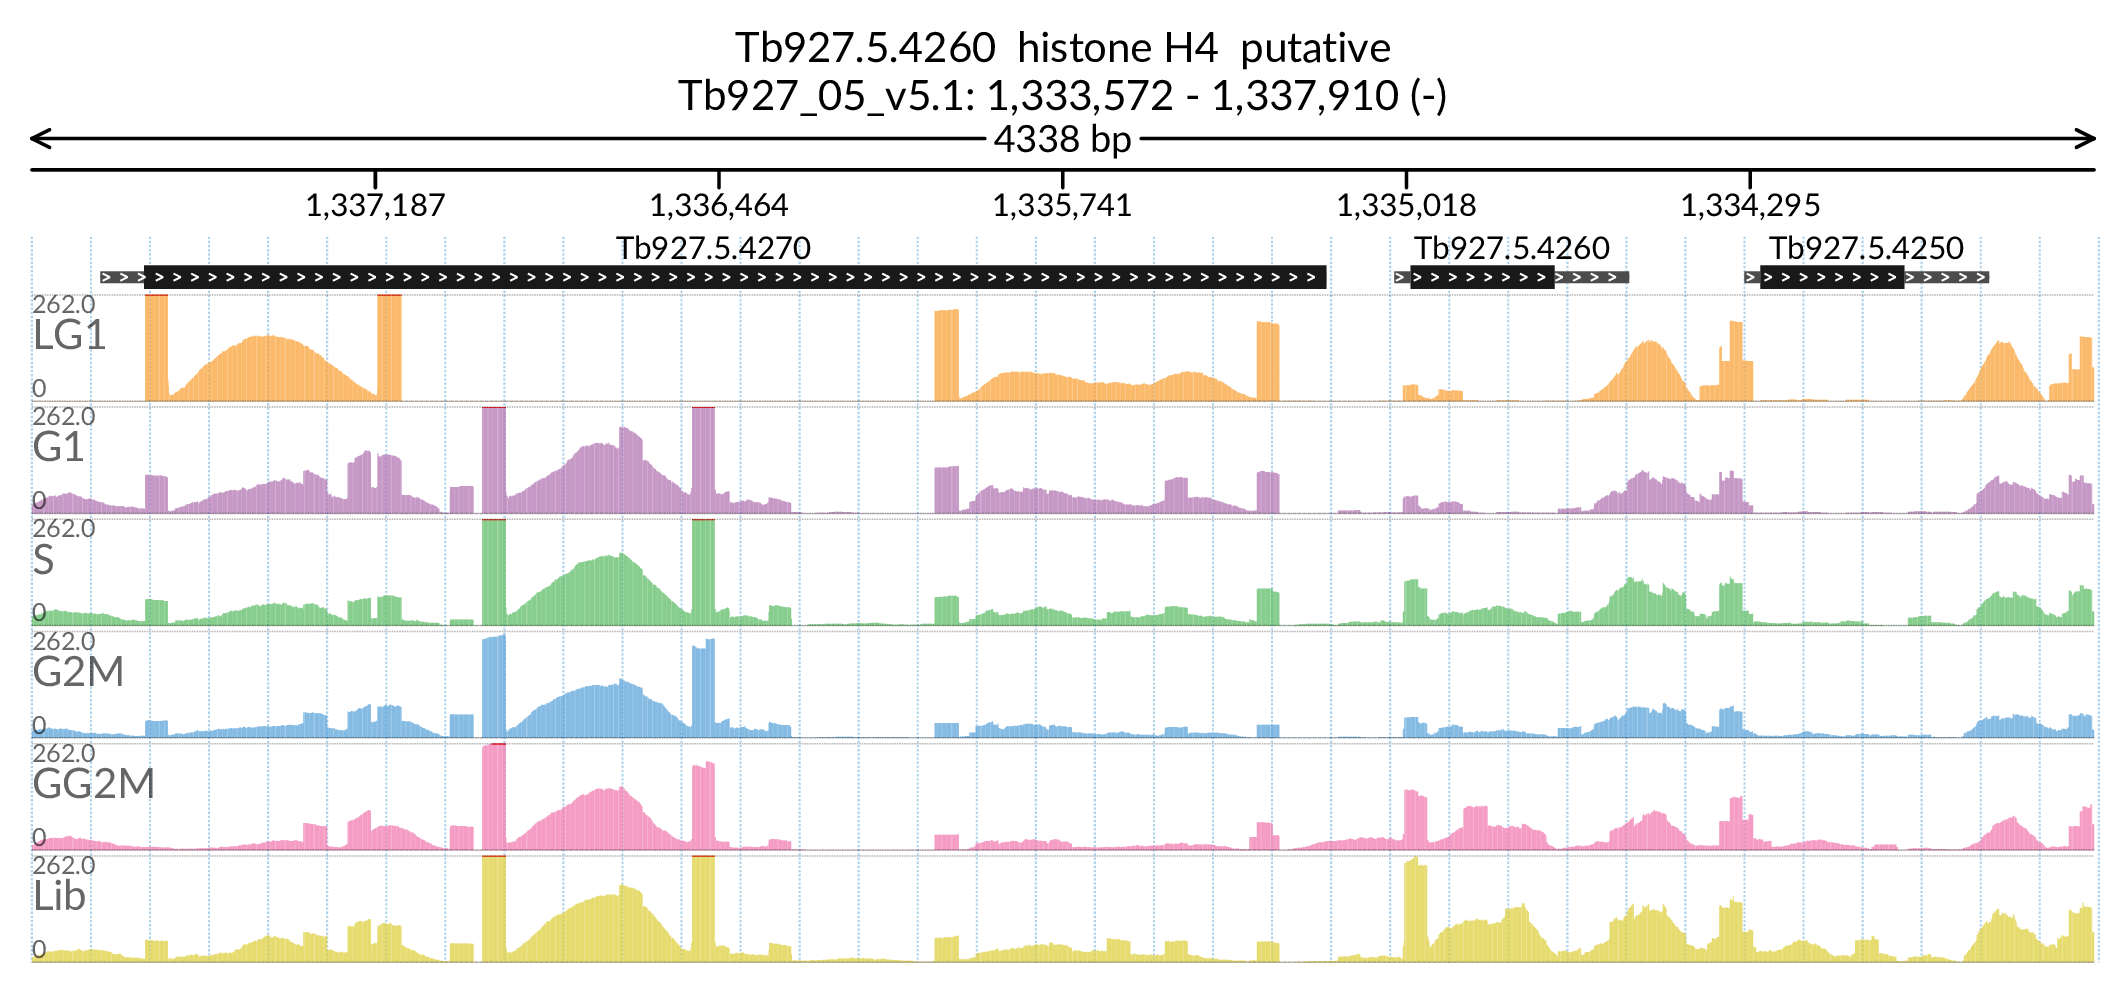 Tb927.5.4260 histone H4 putative
Tb927_05_v5.1: 1,333,572 - 1,337,910 (-)
4338 bp
1,337,187 1,336,464 1,335,741 1,335,018 1,334,295
Tb927.5.4270 Tb927.5.4260 Tb927.5.4250
262.0
LG1
0
262.0
G1
0
262.0
S
0
262.0
G2M
0
262.0
GG2M
0
262.0
Lib
0